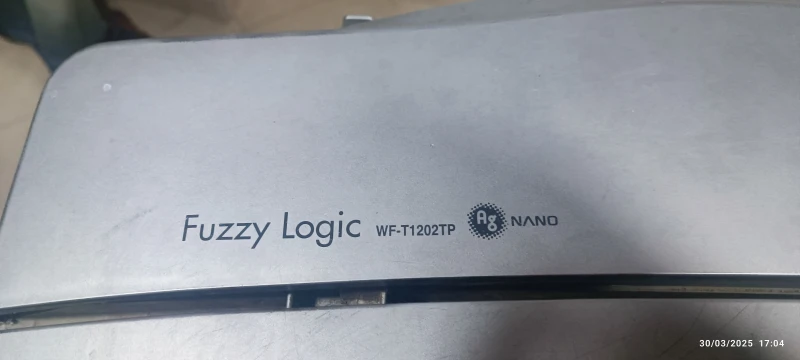 Fuzzy Logic WF-T1202TP Ag NANO
30/03/2025 17:04